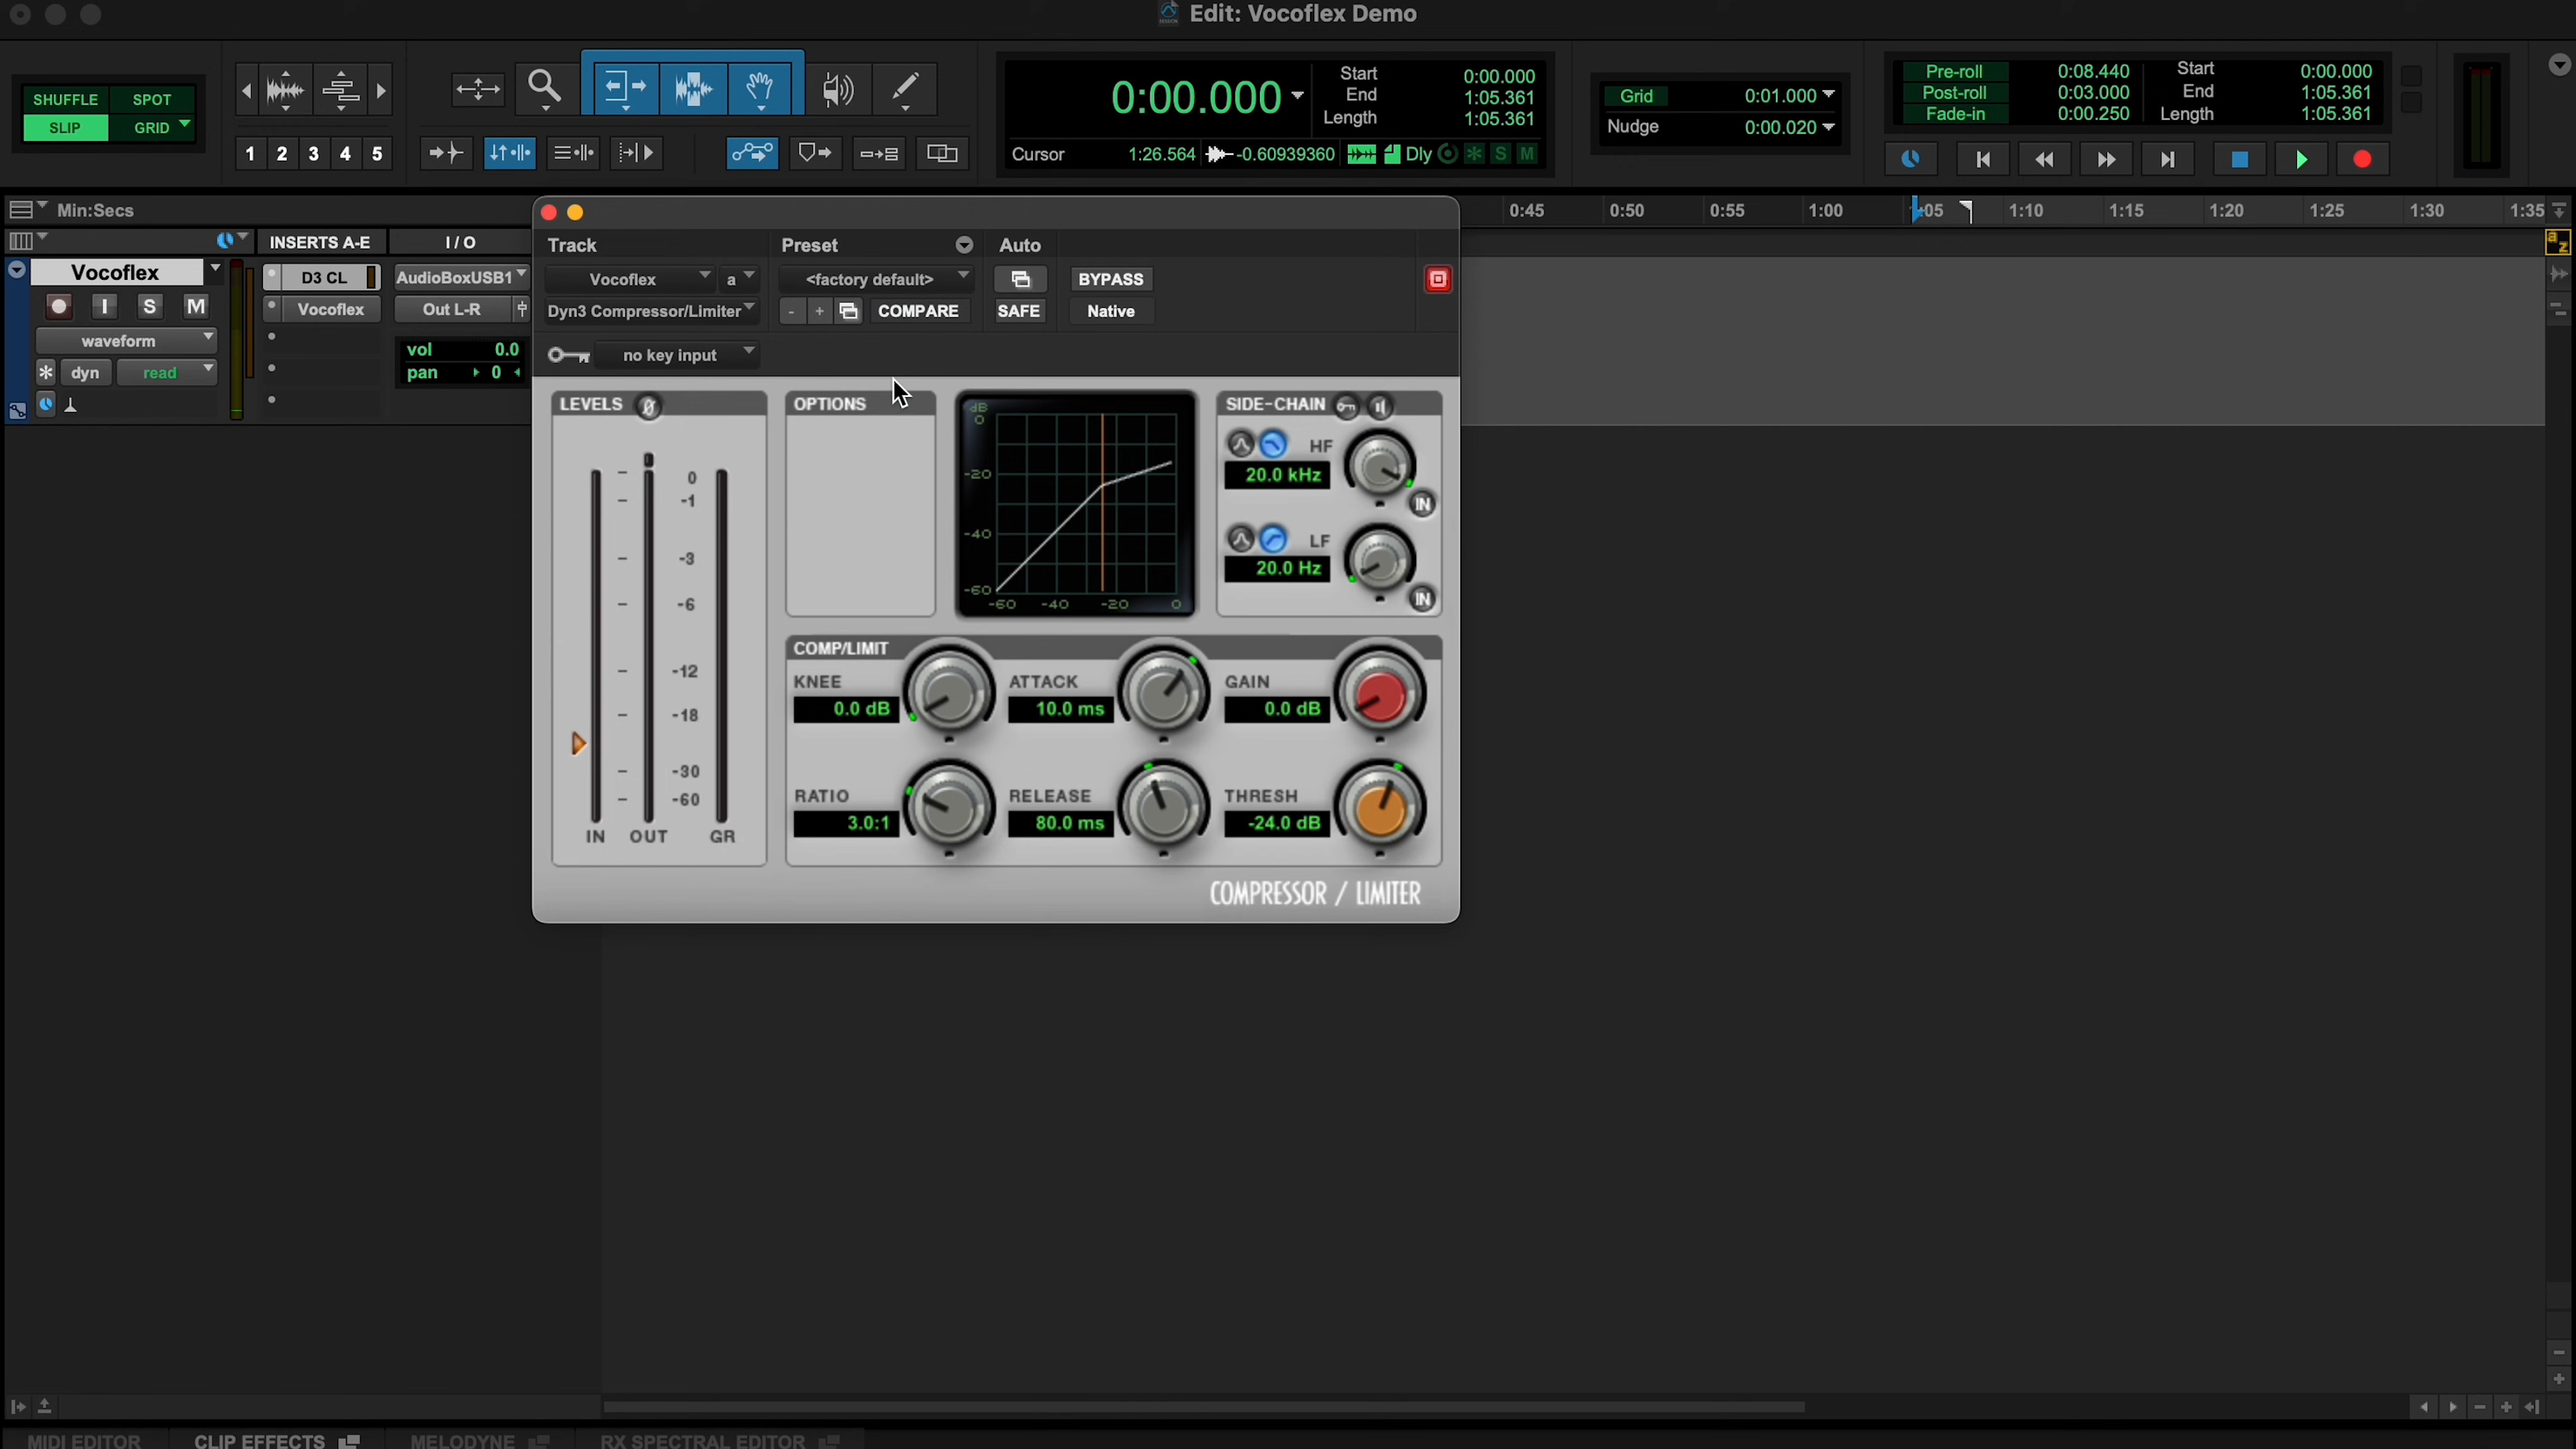 Edit: Vocoflex Demo
SHUFFLE SPOT
SLIP GRID
1 2 3 4 5
0:00.000
Start 0:00.000
End 1:05.361
Length 1:05.361
Cursor 1:26.564 -0.60939360 Dly S M
Grid 0:01.000
Nudge 0:00.020
Pre-roll 0:08.440 Start 0:00.000
Post-roll 0:03.000 End 1:05.361
Fade-in 0:00.250 Length 1:05.361
Min:Secs
0:45 0:50 0:55 1:00 1:05 1:10 1:15 1:20 1:25 1:30 1:35
INSERTS A-E I / O
a z
Vocoflex D3 CL AudioBoxUSB1
I S M Vocoflex Out L-R
waveform
vol 0.0
dyn read
pan 0
Track Preset Auto
Vocoflex a <factory default> BYPASS
Dyn3 Compressor/Limiter - + COMPARE SAFE Native
no key input
LEVELS OPTIONS SIDE-CHAIN
dB
0
-20
-40
-60
-60 -40 -20 0
HF
20.0 kHz
IN
LF
20.0 Hz
IN
0
-1
-3
-6
-12
-18
-30
-60
IN OUT GR
COMP/LIMIT
KNEE ATTACK GAIN
0.0 dB 10.0 ms 0.0 dB
RATIO RELEASE THRESH
3.0:1 80.0 ms -24.0 dB
COMPRESSOR / LIMITER
MIDI EDITOR CLIP EFFECTS MELODYNE RX SPECTRAL EDITOR